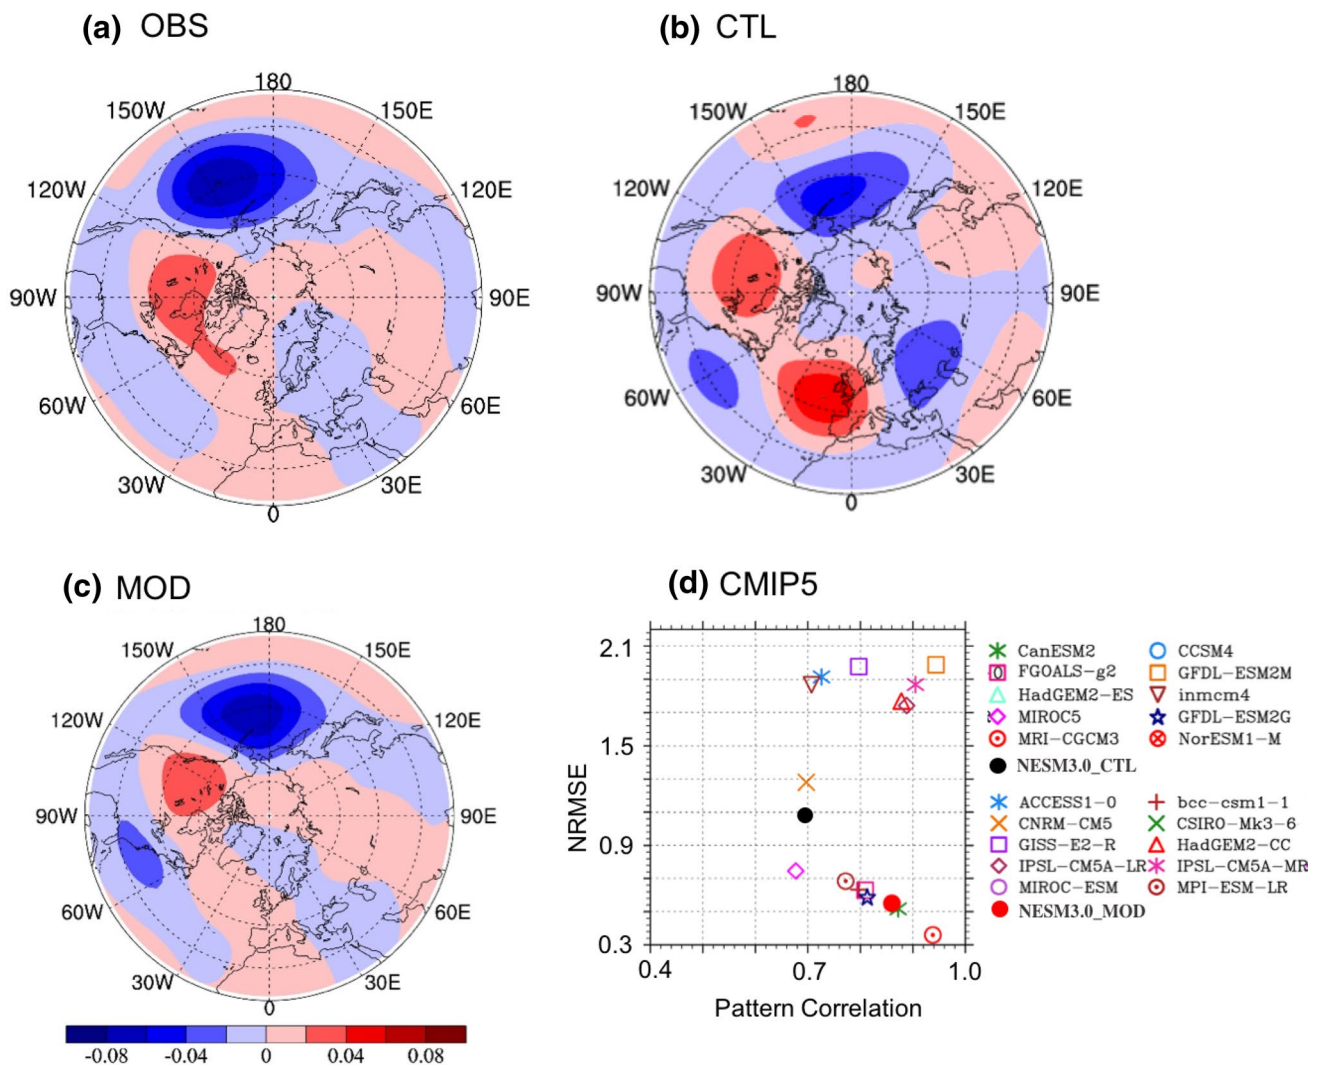 (a) OBS
180
150W
150E
120W
120E
90W
90E
60W
60E
30W
30E
0
(b) CTL
180
150W
150E
120W
120E
90W
90E
60W
60E
30W
30E
0
(c) MOD
180
150W
150E
120W
120E
90W
90E
60W
60E
30W
30E
0
-0.08 -0.04 0 0.04 0.08
(d) CMIP5
NRMSE
2.1
1.5
0.9
0.3
0.4 0.7 1.0
Pattern Correlation
CanESM2 CCSM4
FGOALS-g2 GFDL-ESM2M
HadGEM2-ES inmcm4
MIROC5 GFDL-ESM2G
MRI-CGCM3 NorESM1-M
NESM3.0_CTL
ACCESS1-0 bcc-csm1-1
CNRM-CM5 CSIRO-Mk3-6
GISS-E2-R HadGEM2-CC
IPSL-CM5A-LR IPSL-CM5A-MR
MIROC-ESM MPI-ESM-LR
NESM3.0_MOD